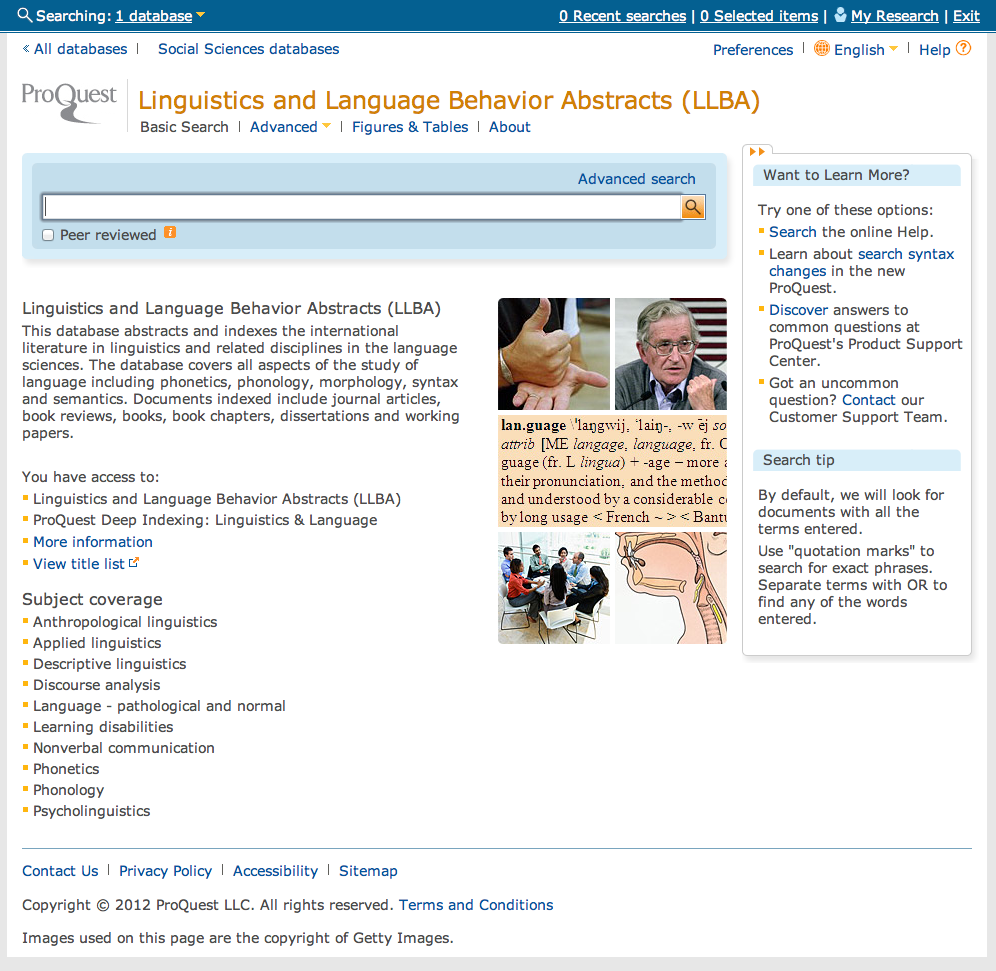 Searching: 1 database
0 Recent searches | 0 Selected items | My Research | Exit
< All databases | Social Sciences databases
Preferences | English | Help ?
ProQuest
Linguistics and Language Behavior Abstracts (LLBA)
Basic Search | Advanced | Figures & Tables | About
Advanced search
Peer reviewed i
Linguistics and Language Behavior Abstracts (LLBA)
This database abstracts and indexes the international
literature in linguistics and related disciplines in the language
sciences. The database covers all aspects of the study of
language including phonetics, phonology, morphology, syntax
and semantics. Documents indexed include journal articles,
book reviews, books, book chapters, dissertations and working
papers.
You have access to:
Linguistics and Language Behavior Abstracts (LLBA)
ProQuest Deep Indexing: Linguistics & Language
More information
View title list
Subject coverage
Anthropological linguistics
Applied linguistics
Descriptive linguistics
Discourse analysis
Language - pathological and normal
Learning disabilities
Nonverbal communication
Phonetics
Phonology
Psycholinguistics
lan.guage \'laŋgwij, 'laiŋ-, -w ēj so
attrib [ME langage, language, fr. O
guage (fr. L lingua) + -age – more a
their pronunciation, and the method
and understood by a considerable co
by long usage < French ~ > < Bantu
Want to Learn More?
Try one of these options:
Search the online Help.
Learn about search syntax
changes in the new
ProQuest.
Discover answers to
common questions at
ProQuest's Product Support
Center.
Got an uncommon
question? Contact our
Customer Support Team.
Search tip
By default, we will look for
documents with all the
terms entered.
Use "quotation marks" to
search for exact phrases.
Separate terms with OR to
find any of the words
entered.
Contact Us | Privacy Policy | Accessibility | Sitemap
Copyright © 2012 ProQuest LLC. All rights reserved. Terms and Conditions
Images used on this page are the copyright of Getty Images.